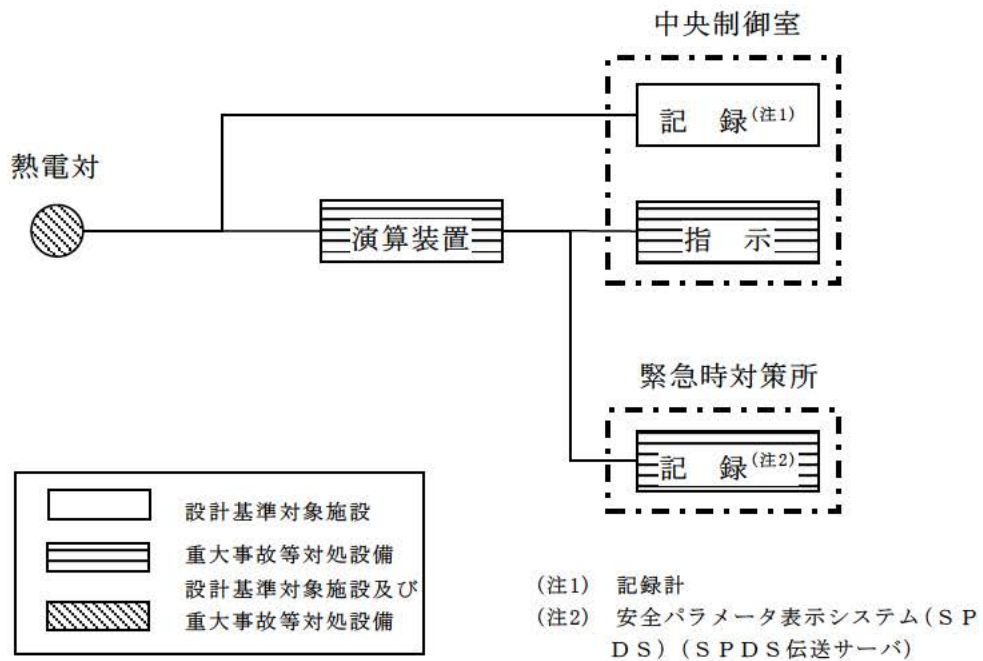 中央制御室
記　録(注1)
熱電対
演算装置
指　示
緊急時対策所
記　録(注2)
設計基準対象施設
重大事故等対処設備
設計基準対象施設及び
重大事故等対処設備
(注1)　記録計
(注2)　安全パラメータ表示システム(ＳＰ
ＤＳ)(ＳＰＤＳ伝送サーバ)